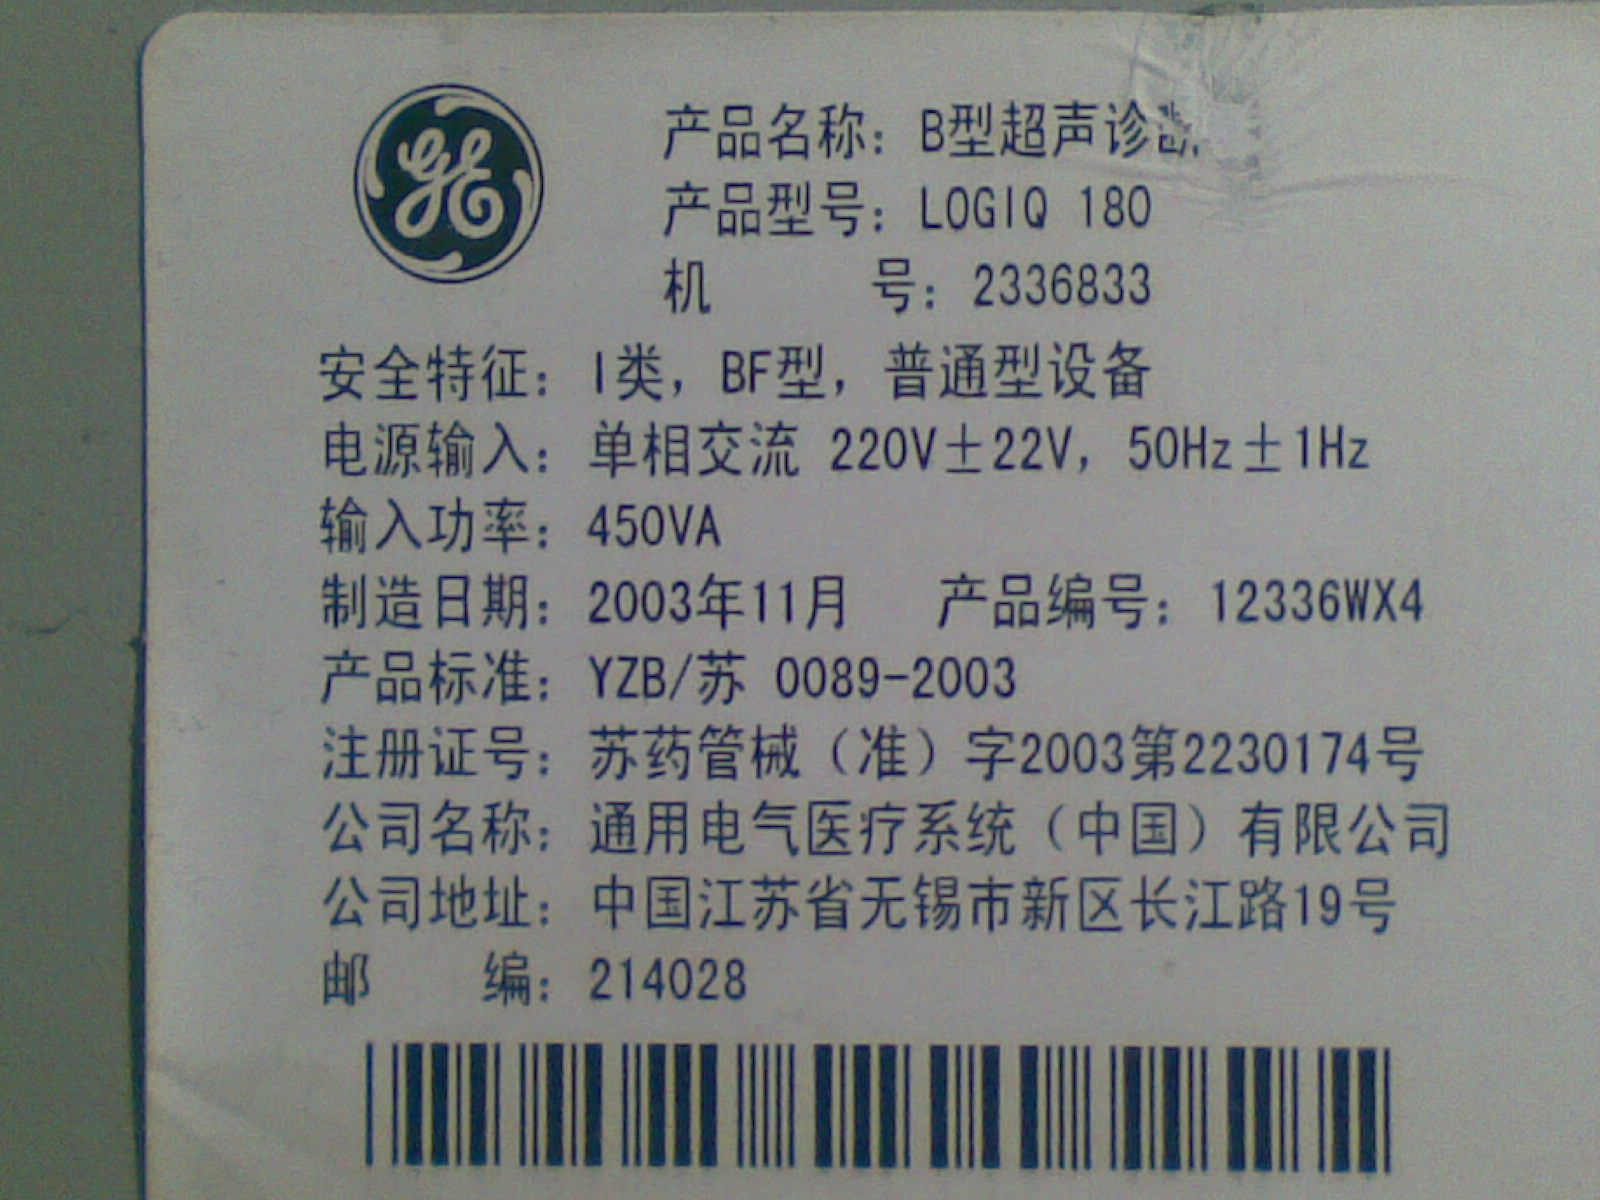 GE
产品名称：B型超声诊
产品型号：LOGIQ 180
机 号：2336833
安全特征：I类，BF型，普通型设备
电源输入：单相交流 220V±22V，50Hz±1Hz
输入功率：450VA
制造日期：2003年11月 产品编号：12336WX4
产品标准：YZB/苏 0089-2003
注册证号：苏药管械（准）字2003第2230174号
公司名称：通用电气医疗系统（中国）有限公司
公司地址：中国江苏省无锡市新区长江路19号
邮 编：214028